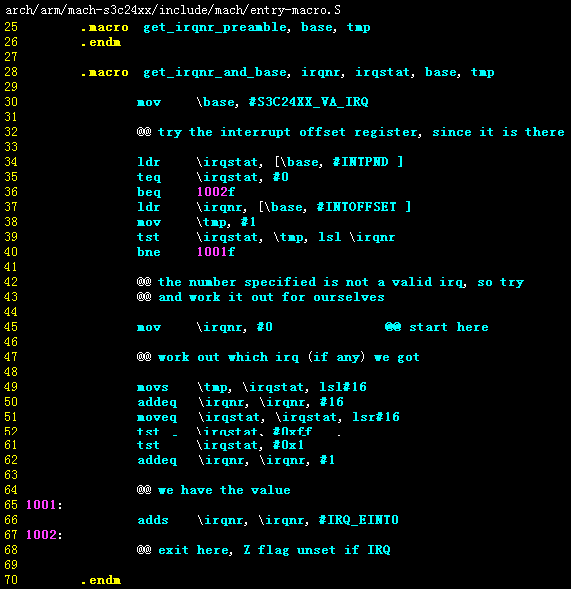 arch/arm/mach-s3c24xx/include/mach/entry-macro.S
25 .macro get_irqnr_preamble, base, tmp
26 .endm
27
28 .macro get_irqnr_and_base, irqnr, irqstat, base, tmp
29
30 mov \base, #S3C24XX_VA_IRQ
31
32 @@ try the interrupt offset register, since it is there
33
34 ldr \irqstat, [\base, #INTPND ]
35 teq \irqstat, #0
36 beq 1002f
37 ldr \irqnr, [\base, #INTOFFSET ]
38 mov \tmp, #1
39 tst \irqstat, \tmp, lsl \irqnr
40 bne 1001f
41
42 @@ the number specified is not a valid irq, so try
43 @@ and work it out for ourselves
44
45 mov \irqnr, #0 @@ start here
46
47 @@ work out which irq (if any) we got
48
49 movs \tmp, \irqstat, lsl#16
50 addeq \irqnr, \irqnr, #16
51 moveq \irqstat, \irqstat, lsr#16
52 tst \irqstat, #0xff
61 tst \irqstat, #0x1
62 addeq \irqnr, \irqnr, #1
63
64 @@ we have the value
65 1001:
66 adds \irqnr, \irqnr, #IRQ_EINT0
67 1002:
68 @@ exit here, Z flag unset if IRQ
69
70 .endm